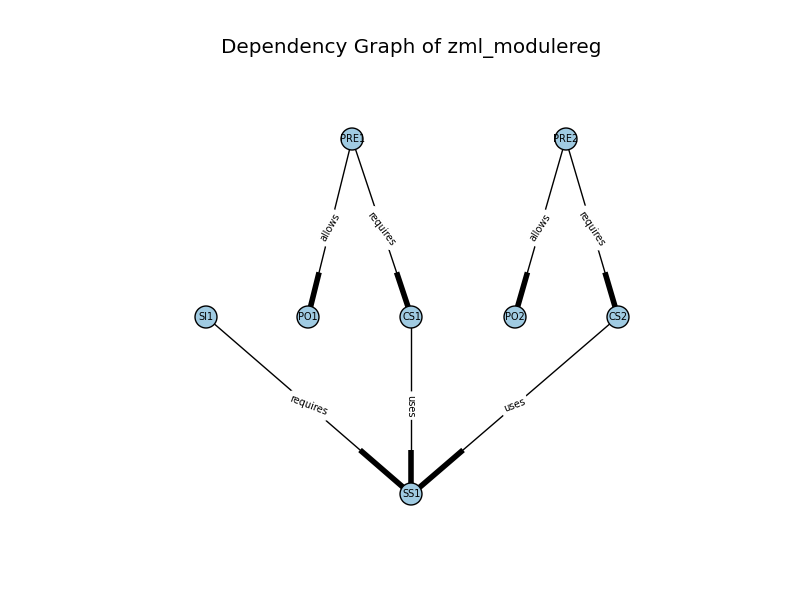 Dependency Graph of zml_modulereg
PRE1
PRE2
allows
requires
allows
requires
SI1
PO1
CS1
PO2
CS2
requires
uses
uses
SS1